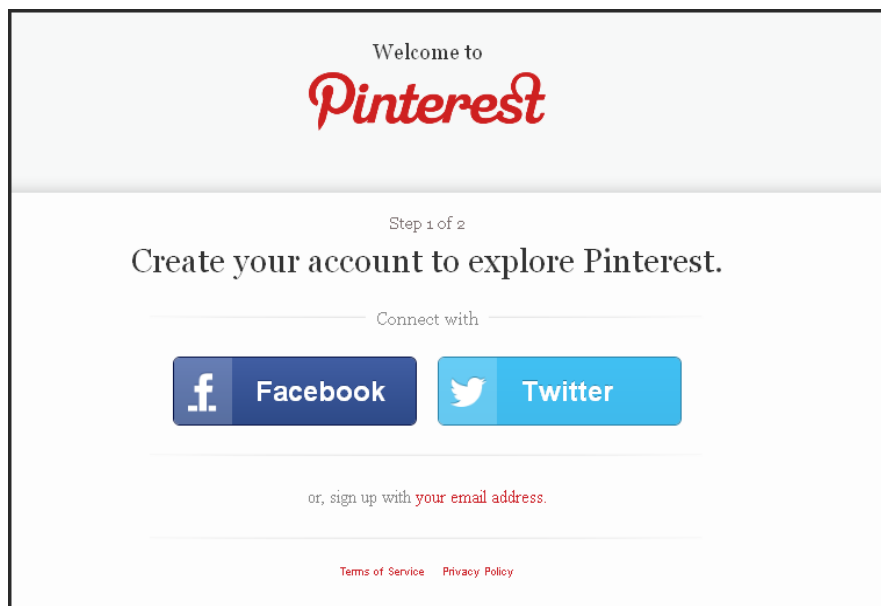 Welcome to
Pinterest
Step 1 of 2
Create your account to explore Pinterest.
Connect with
Facebook Twitter
or, sign up with your email address.
Terms of Service Privacy Policy